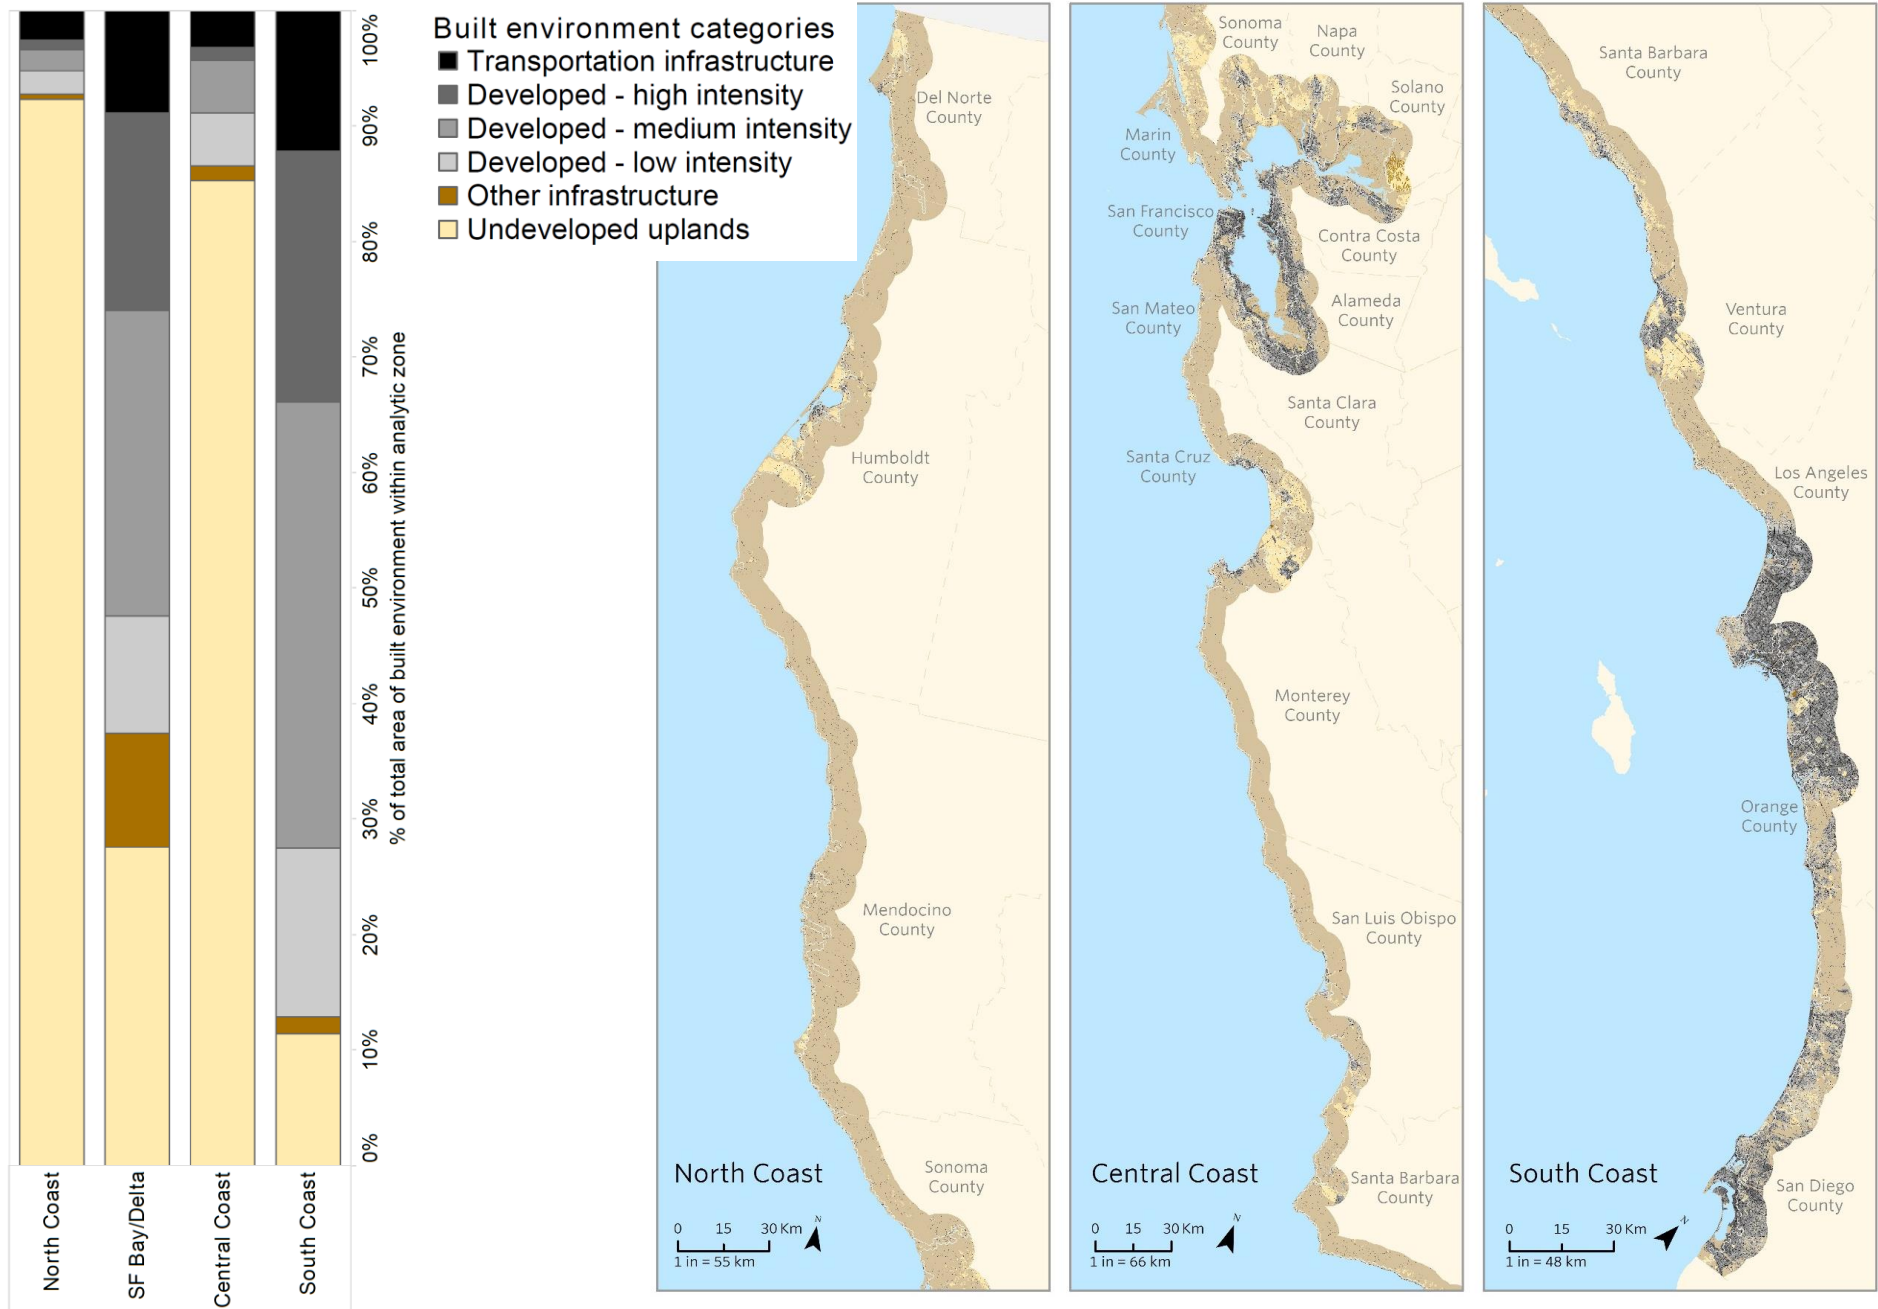 100%
90%
80%
70%
60%
50%
40%
30%
20%
10%
0%
% of total area of built environment within analytic zone
North Coast
SF Bay/Delta
Central Coast
South Coast
Built environment categories
Transportation infrastructure
Developed - high intensity
Developed - medium intensity
Developed - low intensity
Other infrastructure
Undeveloped uplands
Del Norte
County
Humboldt
County
Mendocino
County
Sonoma
County
North Coast
0 15 30 Km
N
1 in = 55 km
Sonoma
County
Napa
County
Solano
County
Marin
County
San Francisco
County
Contra Costa
County
San Mateo
County
Alameda
County
Santa Clara
County
Santa Cruz
County
Monterey
County
San Luis Obispo
County
Santa Barbara
County
Central Coast
0 15 30 Km
N
1 in = 66 km
Santa Barbara
County
Ventura
County
Los Angeles
County
Orange
County
San Diego
County
South Coast
0 15 30 Km
N
1 in = 48 km